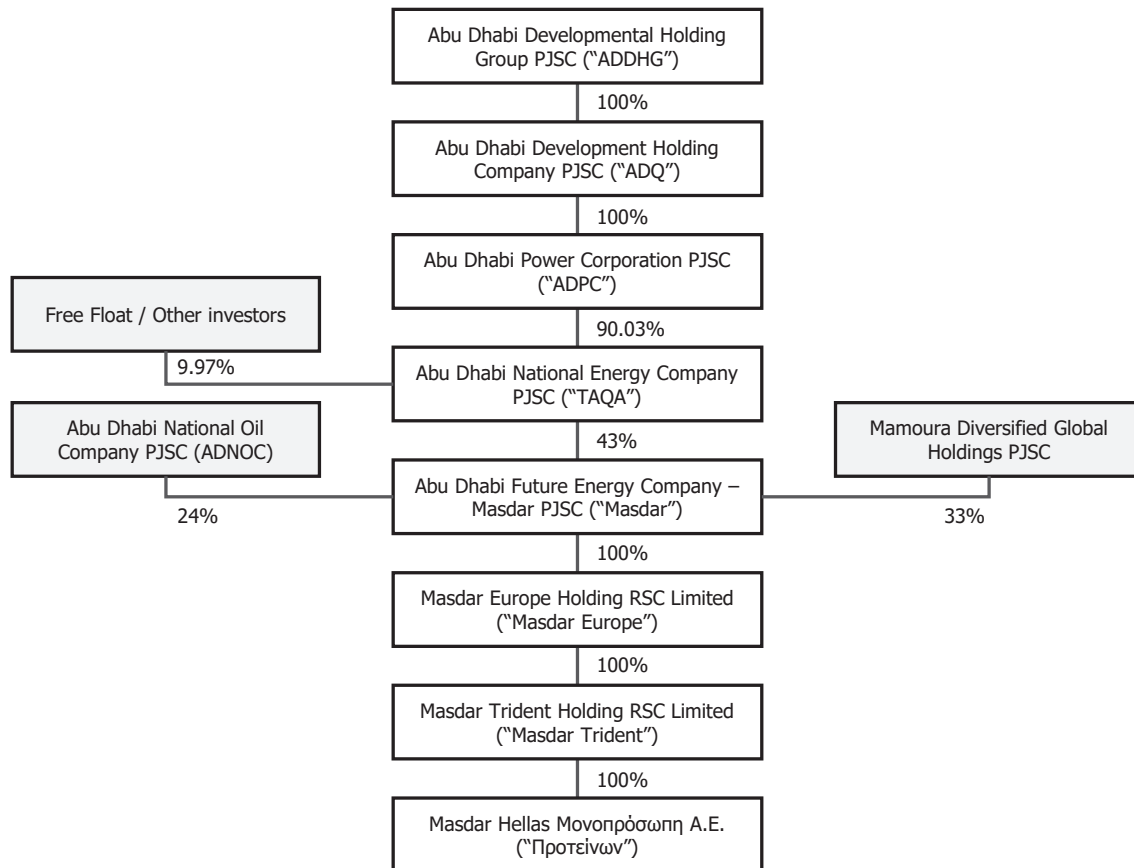 Abu Dhabi Developmental Holding
Group PJSC (“ADDHG”)
100%
Abu Dhabi Development Holding
Company PJSC (“ADQ”)
100%
Abu Dhabi Power Corporation PJSC
(“ADPC”)
90.03%
Free Float / Other investors
9.97%
Abu Dhabi National Energy Company
PJSC (“TAQA”)
43%
Abu Dhabi National Oil
Company PJSC (ADNOC)
24%
Mamoura Diversified Global
Holdings PJSC
33%
Abu Dhabi Future Energy Company –
Masdar PJSC (“Masdar”)
100%
Masdar Europe Holding RSC Limited
(“Masdar Europe”)
100%
Masdar Trident Holding RSC Limited
(“Masdar Trident”)
100%
Masdar Hellas Μονοπρόσωπη Α.Ε.
(“Προτείνων”)